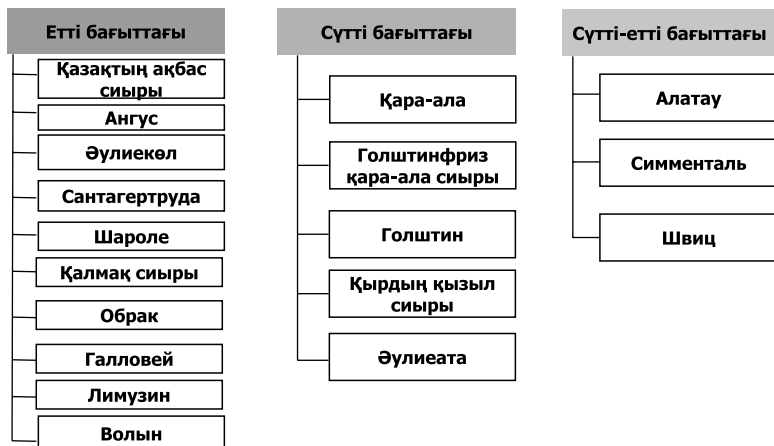 Етті бағыттағы
Қазақтың ақбас
сиыры
Ангус
Әулиекөл
Сантагертруда
Шароле
Қалмақ сиыры
Обрак
Галловей
Лимузин
Волын
Сүтті бағыттағы
Қара-ала
Голштинфриз
қара-ала сиыры
Голштин
Қырдың қызыл
сиыры
Әулиеата
Сүтті-етті бағыттағы
Алатау
Симменталь
Швиц